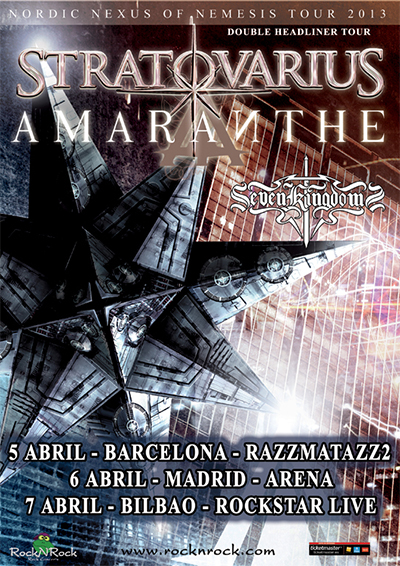 NORDIC NEXUS OF NEMESIS TOUR 2013
DOUBLE HEADLINER TOUR
STRATOVARIUS
AMARANTHE
Seven Kingdoms
5 ABRIL - BARCELONA - RAZZMATAZZ2
6 ABRIL - MADRID - ARENA
7 ABRIL - BILBAO - ROCKSTAR LIVE
RockNRock
www.rocknrock.com
ticketmaster